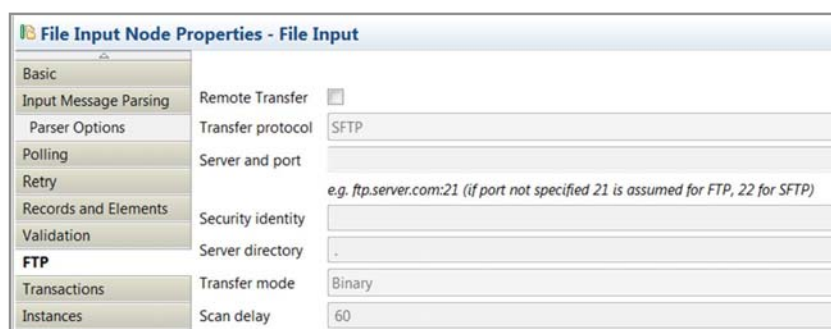 File Input Node Properties - File Input
Basic
Input Message Parsing
Parser Options
Polling
Retry
Records and Elements
Validation
FTP
Transactions
Instances
Remote Transfer
Transfer protocol SFTP
Server and port
e.g. ftp.server.com:21 (if port not specified 21 is assumed for FTP, 22 for SFTP)
Security identity
Server directory .
Transfer mode Binary
Scan delay 60